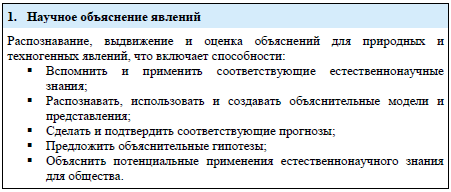 1. Научное объяснение явлений
Распознавание, выдвижение и оценка объяснений для природных и
техногенных явлений, что включает способности:
▪ Вспомнить и применить соответствующие естественнонаучные
знания;
▪ Распознавать, использовать и создавать объяснительные модели и
представления;
▪ Сделать и подтвердить соответствующие прогнозы;
▪ Предложить объяснительные гипотезы;
▪ Объяснить потенциальные применения естественнонаучного знания
для общества.